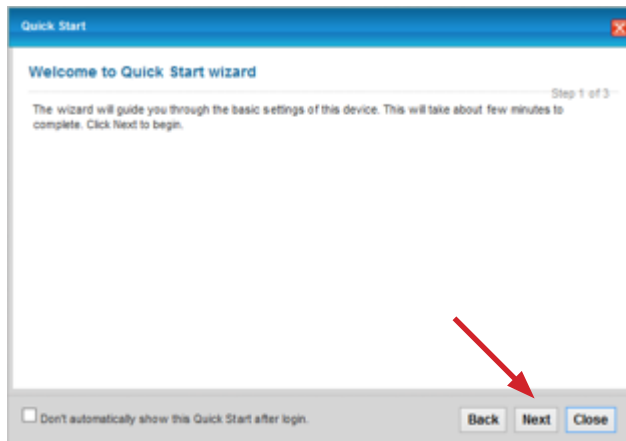 Quick Start
Welcome to Quick Start wizard
Step 1 of 3
The wizard will guide you through the basic settings of this device. This will take about few minutes to
complete. Click Next to begin.
Don't automatically show this Quick Start after login.
Back Next Close